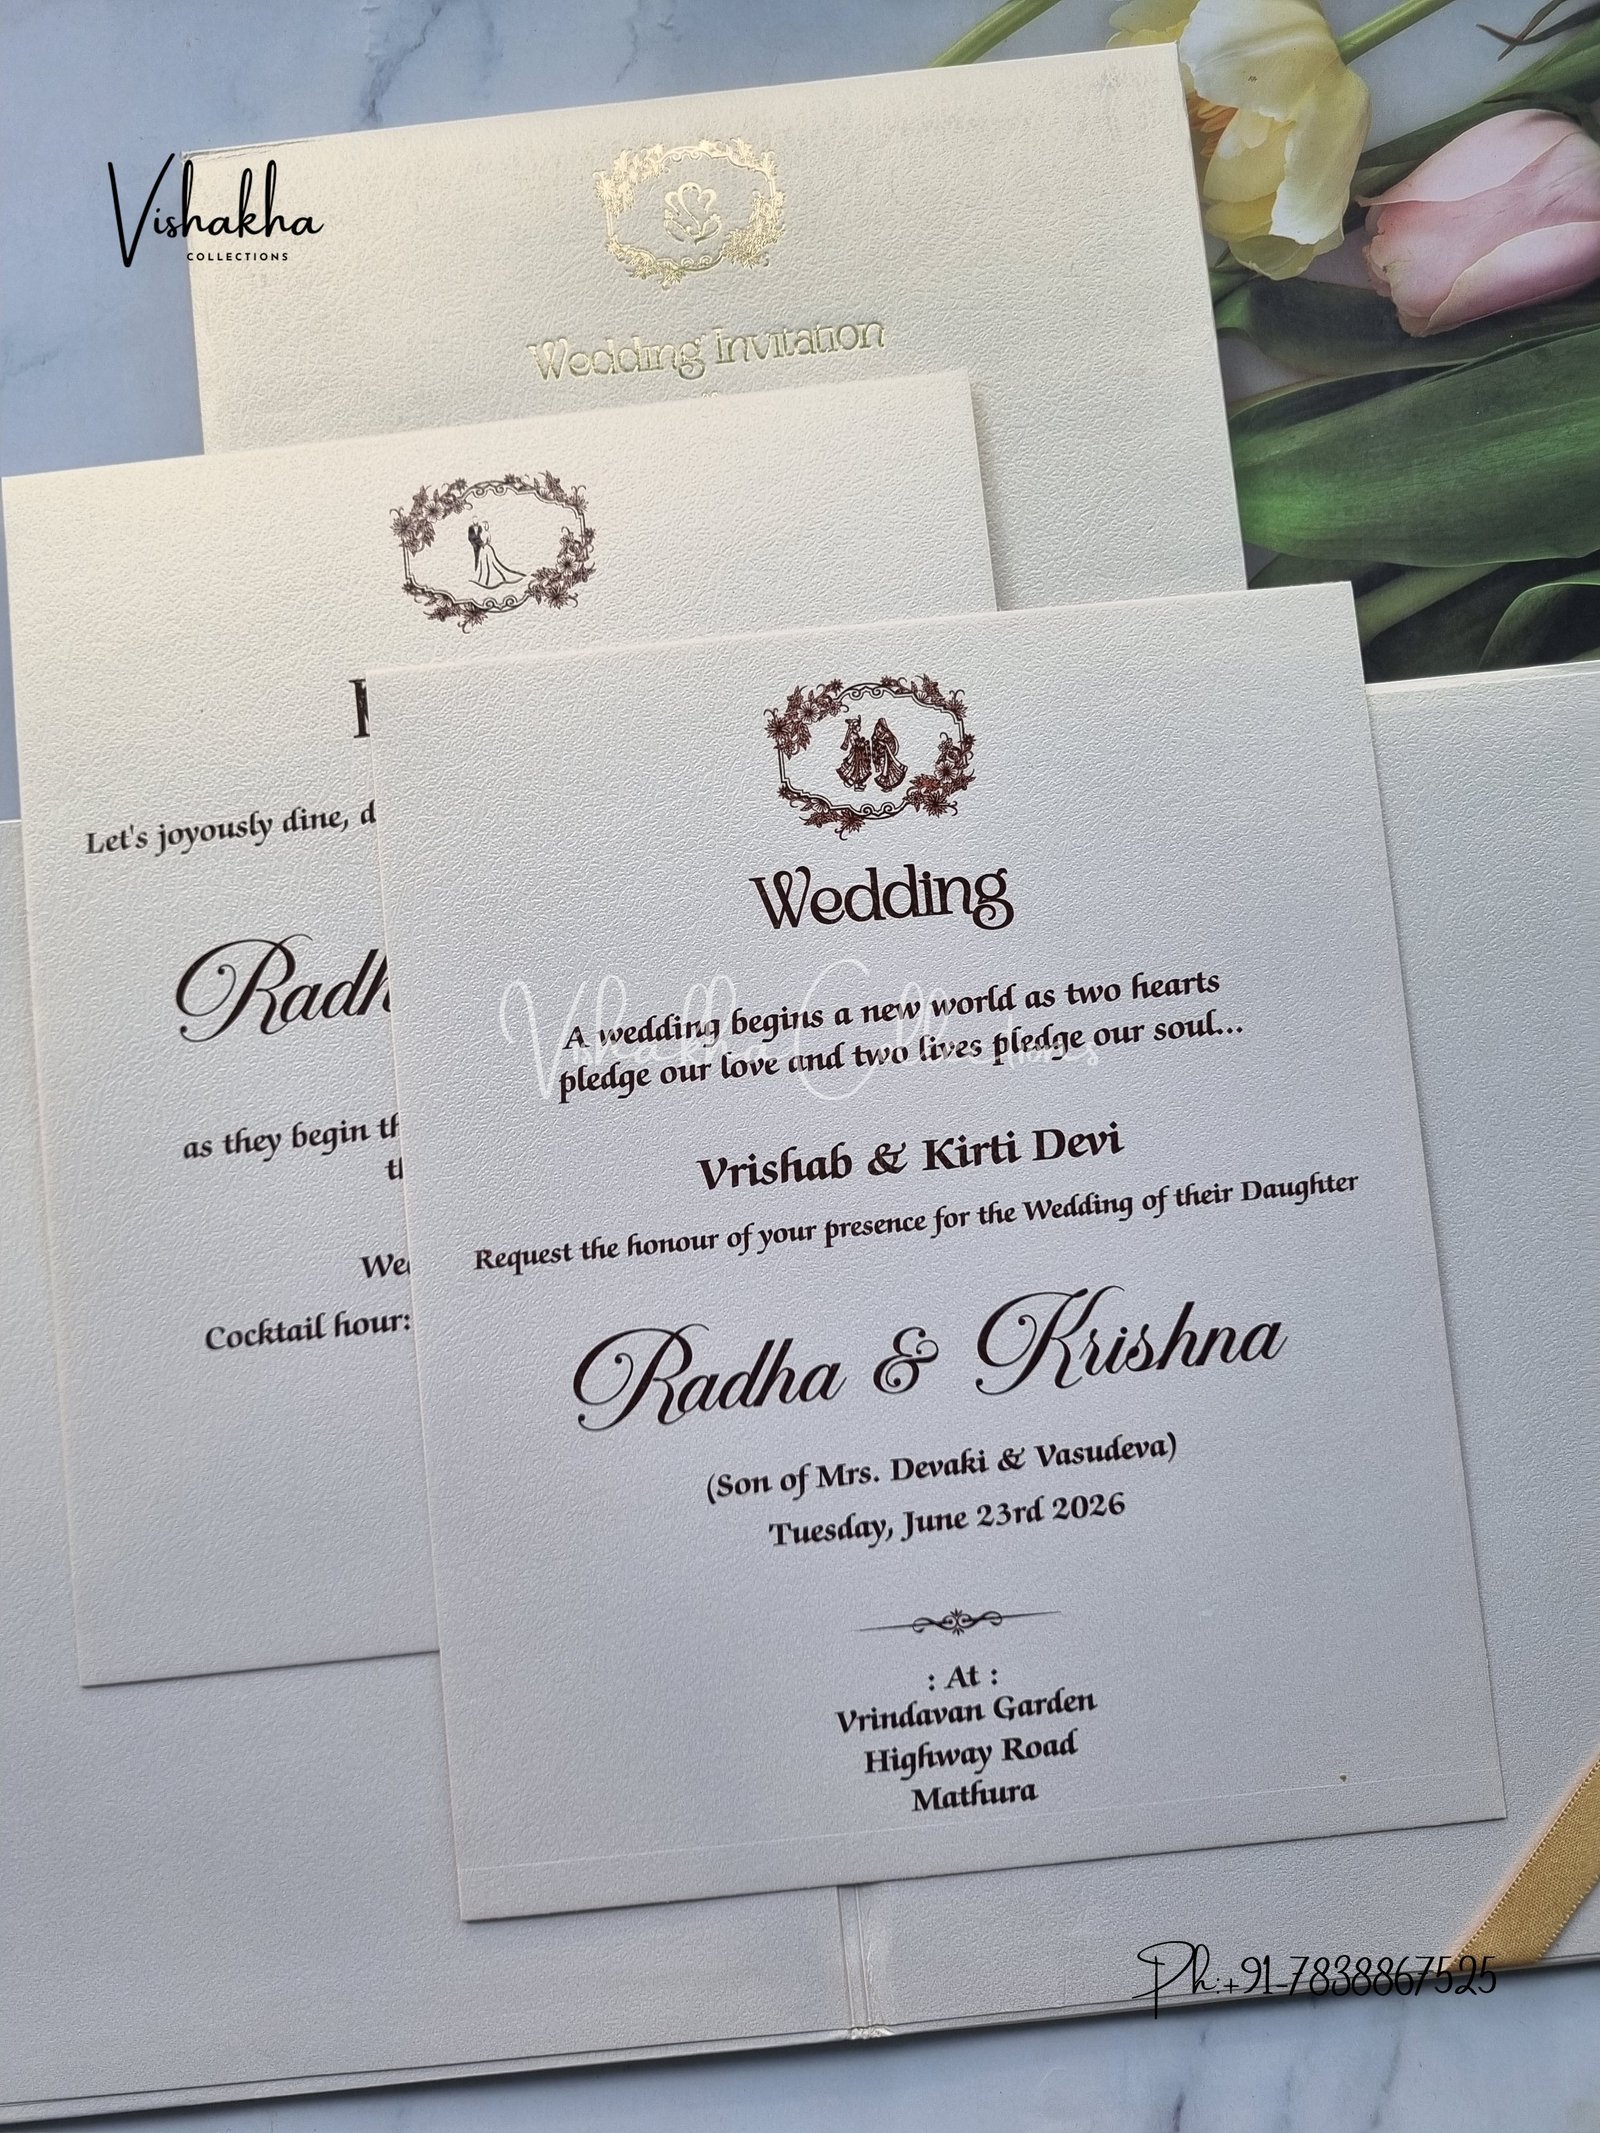 Vishakha
COLLECTIONS
Wedding Invitation
Let's joyously dine, d
Radh
as they begin th
Cocktail hour:
Wedding
A wedding begins a new world as two hearts
pledge our love and two lives pledge our soul...
Vrishab & Kirti Devi
Request the honour of your presence for the Wedding of their Daughter
Radha & Krishna
(Son of Mrs. Devaki & Vasudeva)
Tuesday, June 23rd 2026
: At :
Vrindavan Garden
Highway Road
Mathura
Vishakha Collections
Ph:+91-7838867525